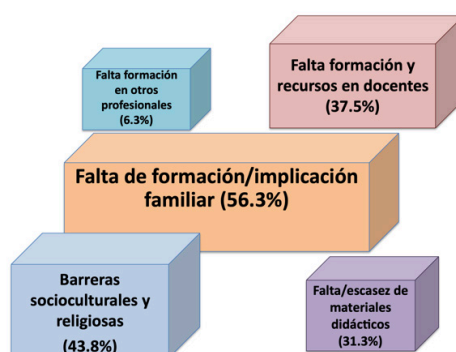 Falta formación
en otros
profesionales
(6.3%)
Falta formación y
recursos en docentes
(37.5%)
Falta de formación/implicación
familiar (56.3%)
Barreras
socioculturales y
religiosas
(43.8%)
Falta/escasez de
materiales
didácticos
(31.3%)